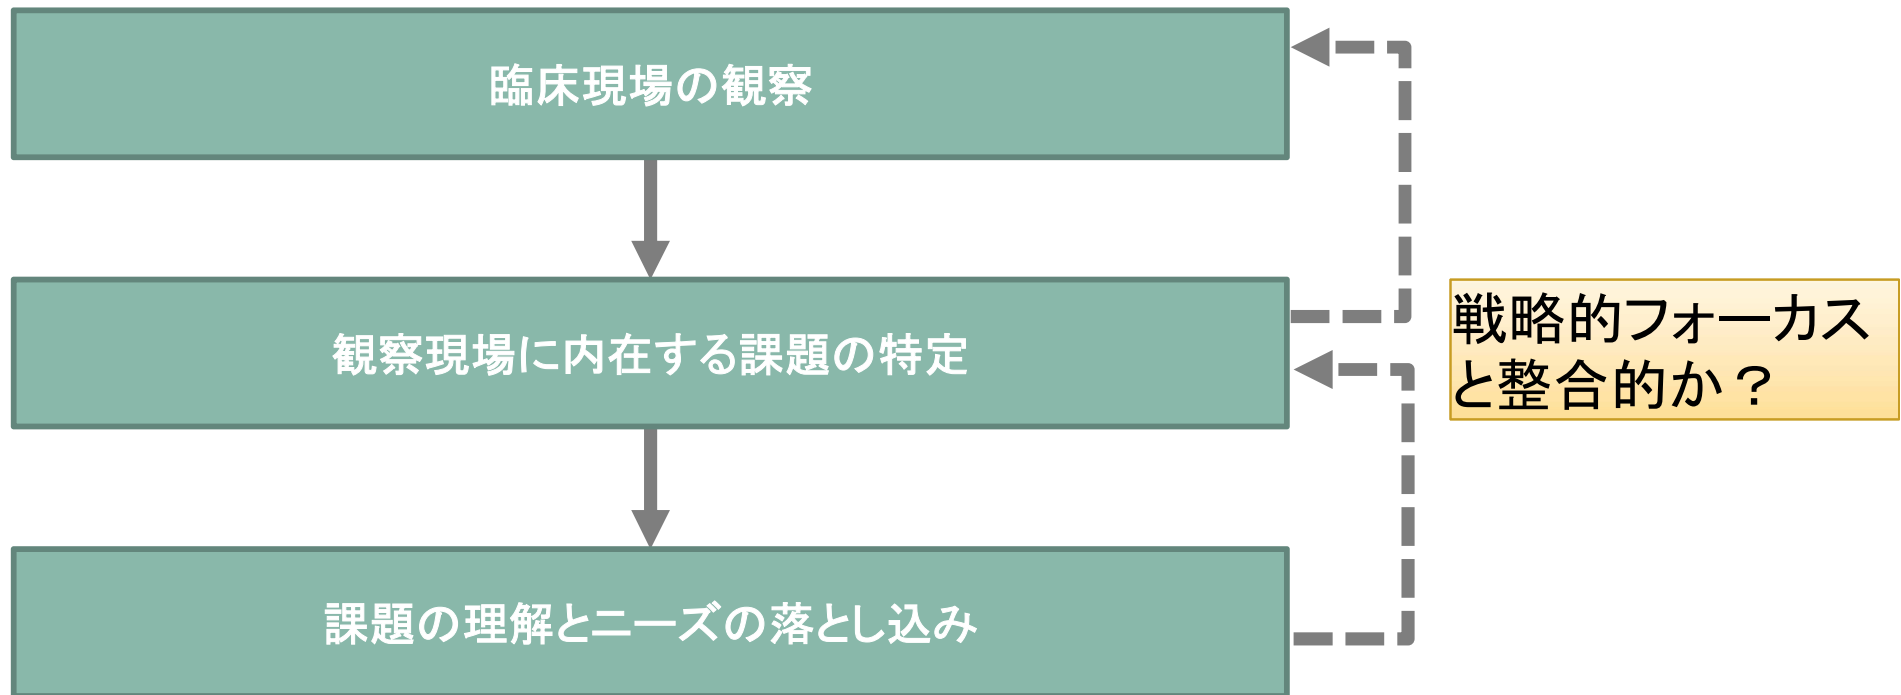 臨床現場の観察
観察現場に内在する課題の特定
戦略的フォーカス
と整合的か？
課題の理解とニーズの落とし込み